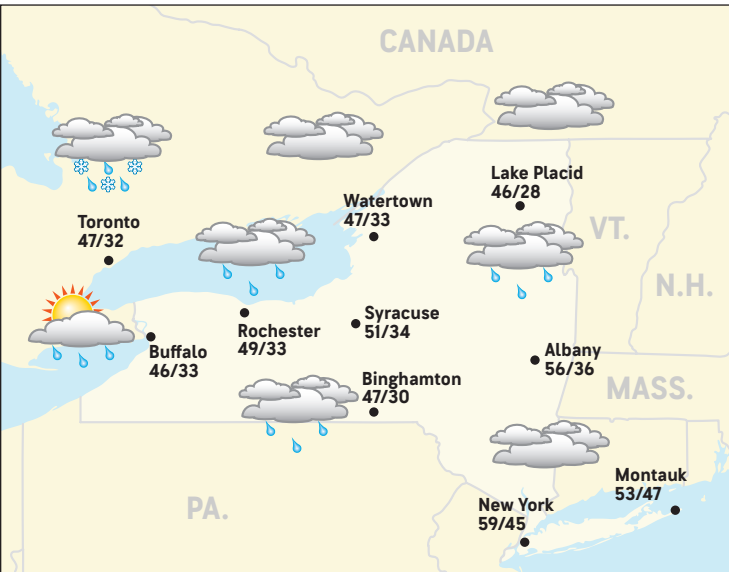 CANADA
Lake Placid
46/28
Watertown
47/33
Toronto
47/32
VT.
N.H.
Syracuse
51/34
Rochester
49/33
Buffalo
46/33
Albany
56/36
Binghamton
47/30
MASS.
Montauk
53/47
New York
59/45
PA.